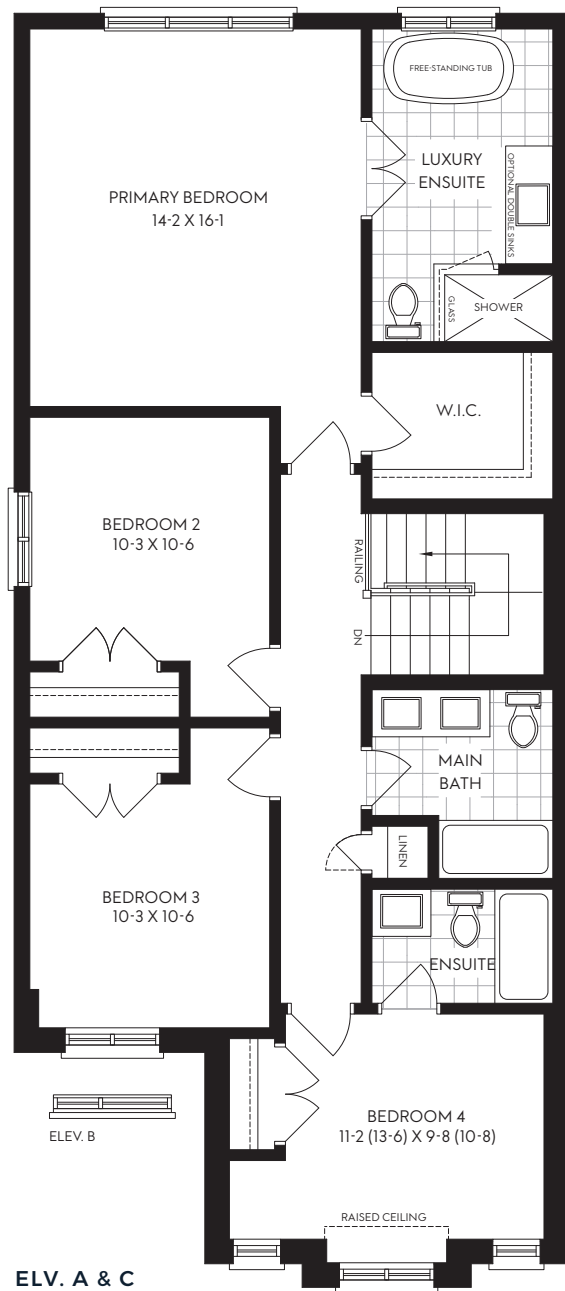 FREE-STANDING TUB
LUXURY
ENSUITE
OPTIONAL DOUBLE SINKS
PRIMARY BEDROOM
14-2 X 16-1
GLASS
SHOWER
W.I.C.
BEDROOM 2
10-3 X 10-6
RAILING
DN
MAIN
BATH
LINEN
BEDROOM 3
10-3 X 10-6
ENSUITE
BEDROOM 4
11-2 (13-6) X 9-8 (10-8)
ELEV. B
RAISED CEILING
ELV. A & C